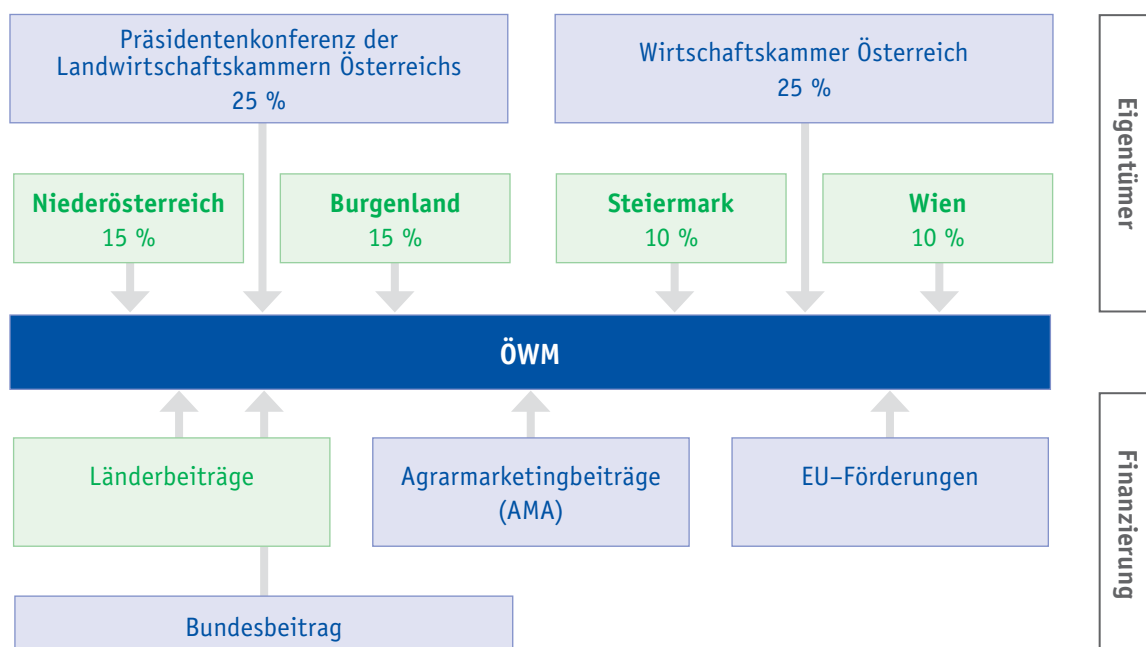 Präsidentenkonferenz der
Landwirtschaftskammern Österreichs
25 %
Wirtschaftskammer Österreich
25 %
Eigentümer
Niederösterreich
15 %
Burgenland
15 %
Steiermark
10 %
Wien
10 %
ÖWM
Länderbeiträge
Agrarmarketingbeiträge
(AMA)
EU–Förderungen
Finanzierung
Bundesbeitrag